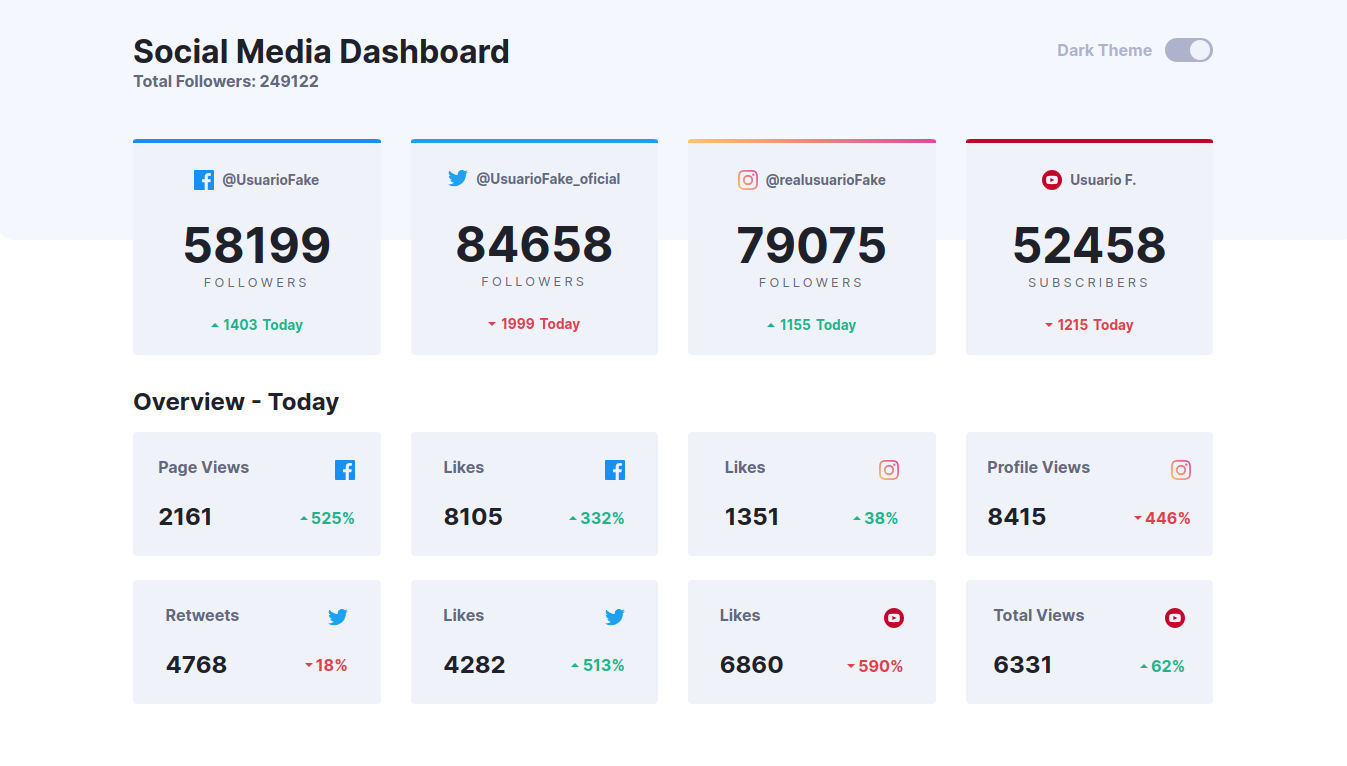 Social Media Dashboard
Total Followers: 249122
Dark Theme
@UsuarioFake
58199
FOLLOWERS
1403 Today
@UsuarioFake_oficial
84658
FOLLOWERS
1999 Today
@realusuarioFake
79075
FOLLOWERS
1155 Today
Usuario F.
52458
SUBSCRIBERS
1215 Today
Overview - Today
Page Views
2161 525%
Likes
8105 332%
Likes
1351 38%
Profile Views
8415 446%
Retweets
4768 18%
Likes
4282 513%
Likes
6860 590%
Total Views
6331 62%